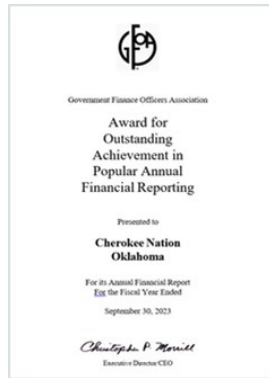 GFOA
Government Finance Officers Association
Award for
Outstanding
Achievement in
Popular Annual
Financial Reporting
Presented to
Cherokee Nation
Oklahoma
For its Annual Financial Report
For the Fiscal Year Ended
September 30, 2023
Christopher P. Morrill
Executive Director/CEO